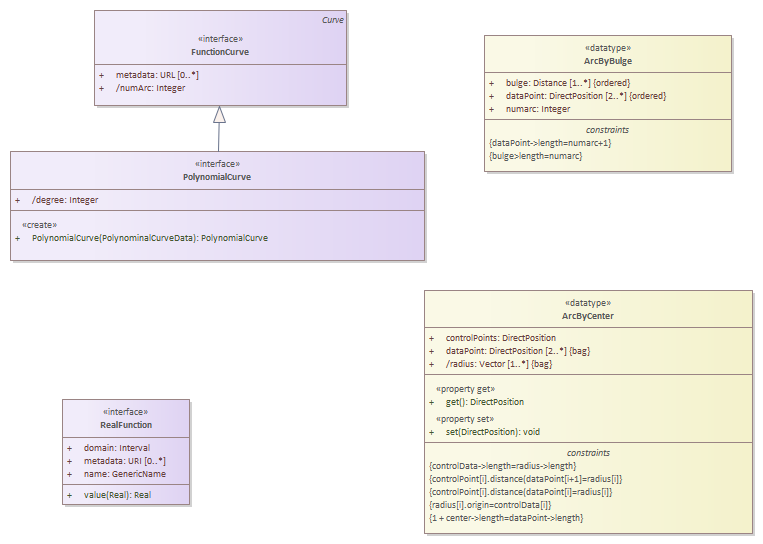 Curve
«interface»
FunctionCurve
+ metadata: URL [0..*]
+ /numArc: Integer
«interface»
PolynomialCurve
+ /degree: Integer
«create»
+ PolynomialCurve(PolynominalCurveData): PolynomialCurve
«datatype»
ArcByBulge
+ bulge: Distance [1..*] {ordered}
+ dataPoint: DirectPosition [2..*] {ordered}
+ numarc: Integer
constraints
{dataPoint->length=numarc+1}
{bulge>length=numarc}
«datatype»
ArcByCenter
+ controlPoints: DirectPosition
+ dataPoint: DirectPosition [2..*] {bag}
+ /radius: Vector [1..*] {bag}
«property get»
+ get(): DirectPosition
«property set»
+ set(DirectPosition): void
constraints
{controlData->length=radius->length}
{controlPoint[i].distance(dataPoint[i+1]=radius[i]}
{controlPoint[i].distance(dataPoint[i]=radius[i]}
{radius[i].origin=controlData[i]}
{1 + center->length=dataPoint->length}
«interface»
RealFunction
+ domain: Interval
+ metadata: URI [0..*]
+ name: GenericName
+ value(Real): Real